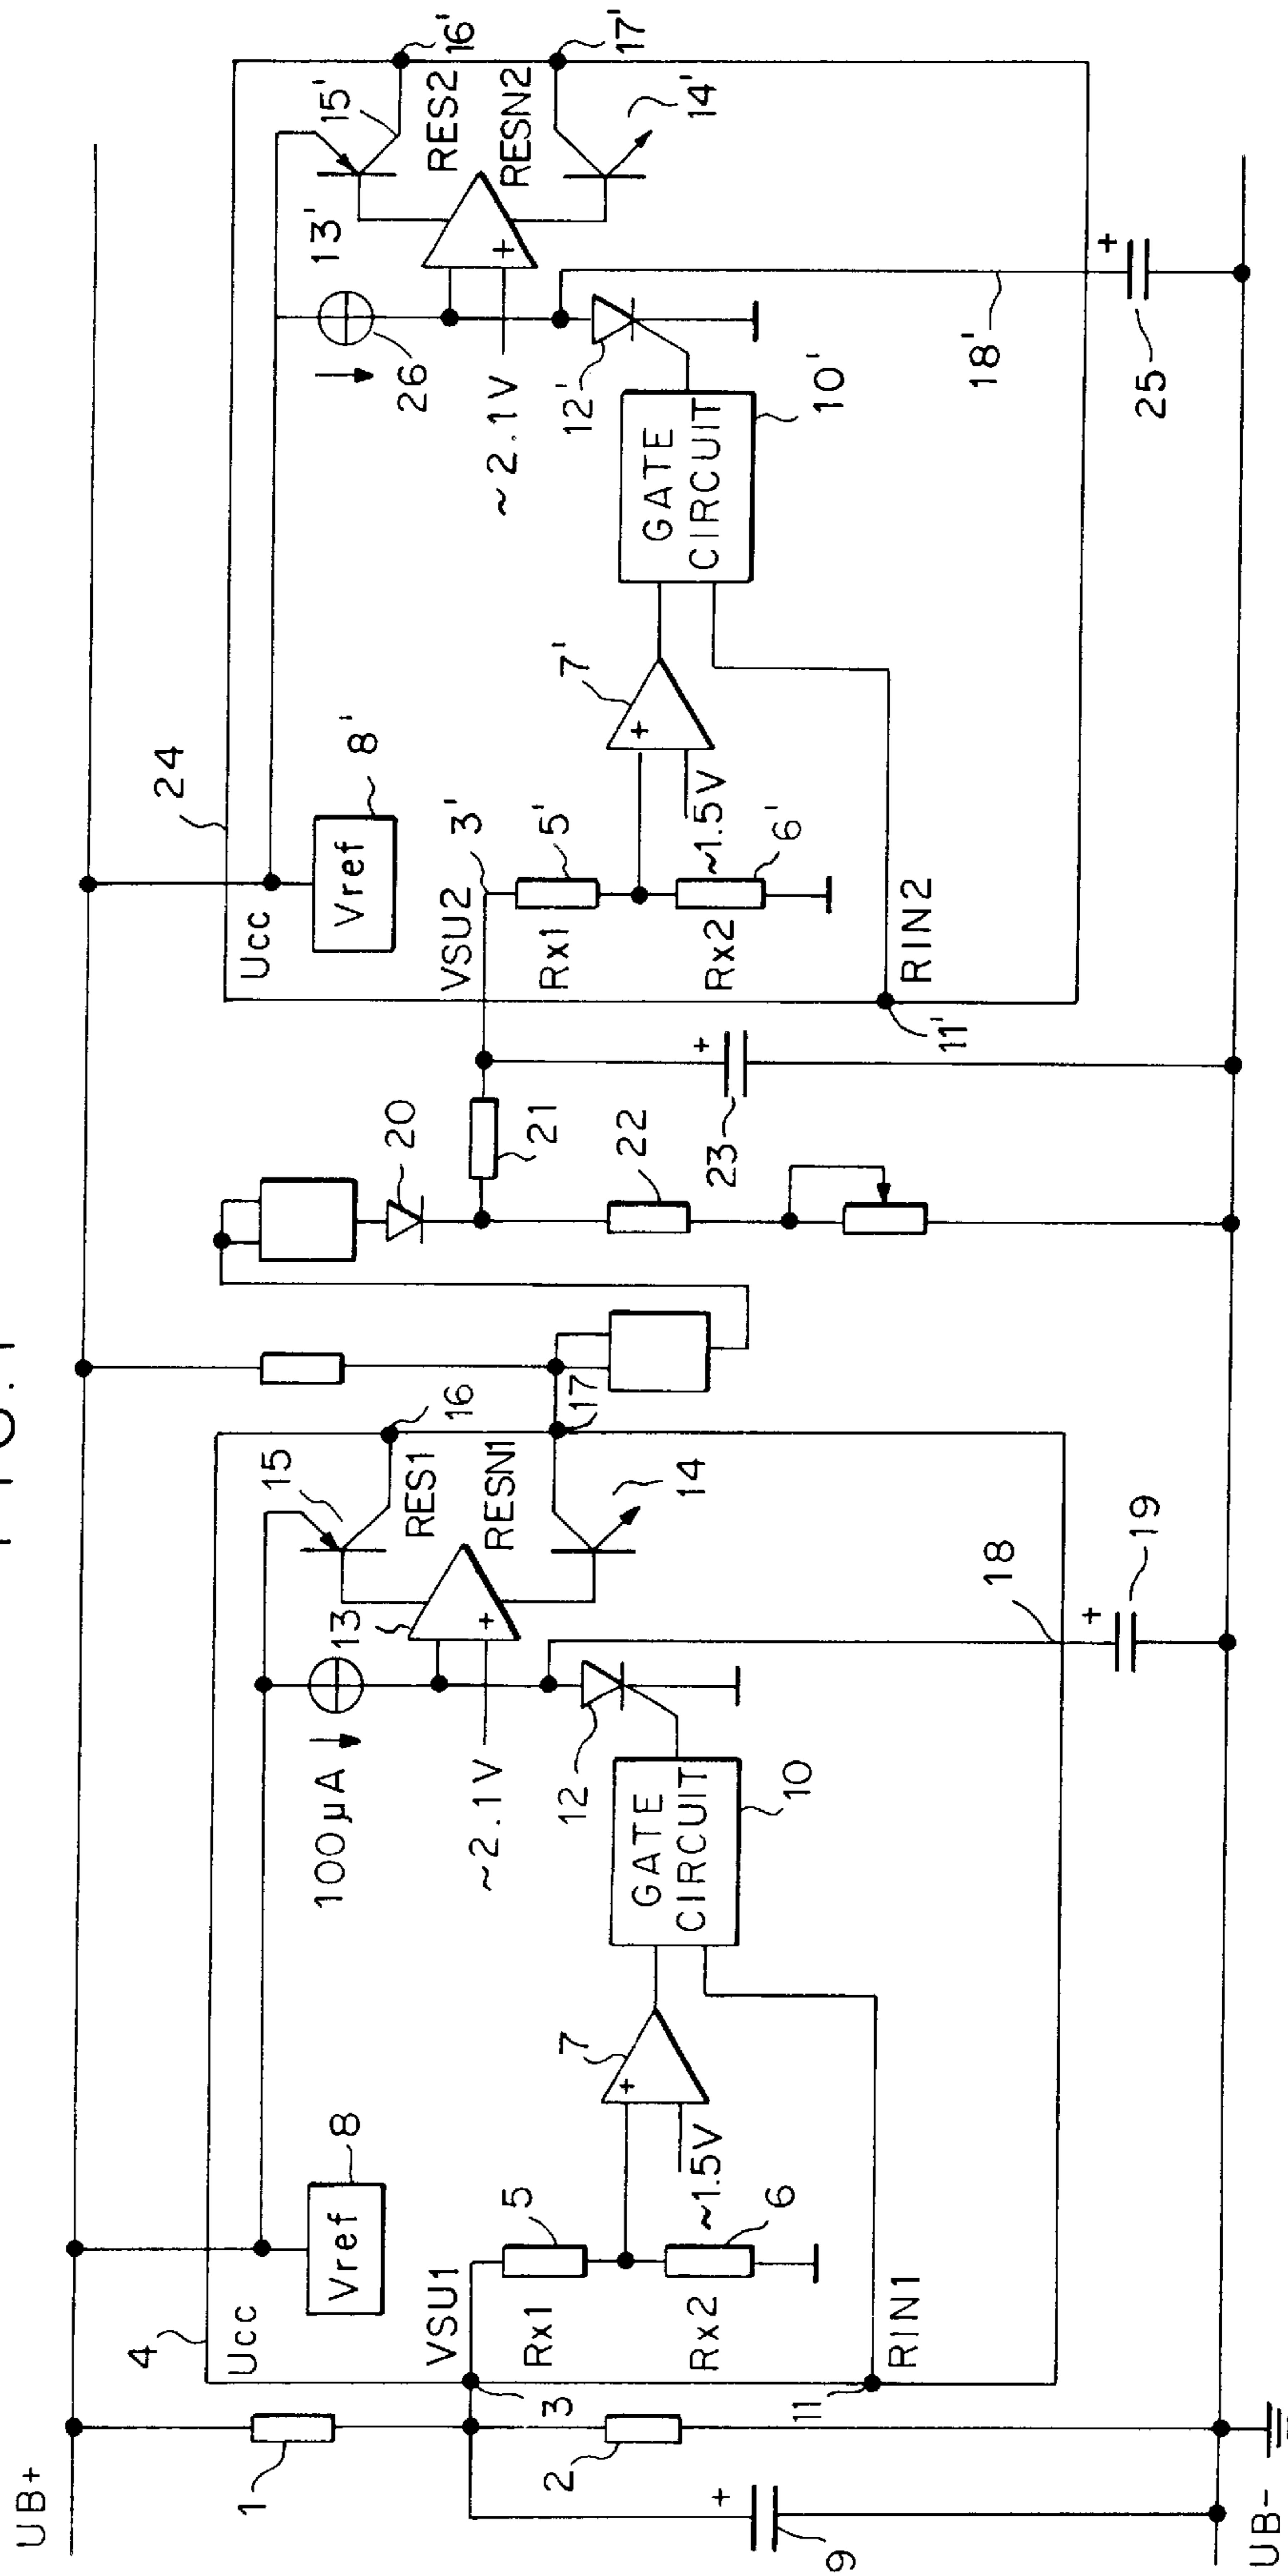 FIG.1
UB+
UB-
1
2
3
4
Ucc
Vref
8
VSU1
Rx1
5
Rx2
6
~1.5V
7
9
11
RIN1
GATE
CIRCUIT
10
12
100µA
~2.1V
13
15
16
RES1
RESN1
17
14
18
19
+
+
+
+
20
21
22
23
+
24
Ucc
Vref
8'
VSU2
3'
Rx1
5'
Rx2
6'
~1.5V
7'
+
11'
RIN2
GATE
CIRCUIT
10'
12'
26
~2.1V
13'
+
15'
16'
RES2
RESN2
17'
14'
18'
25
+